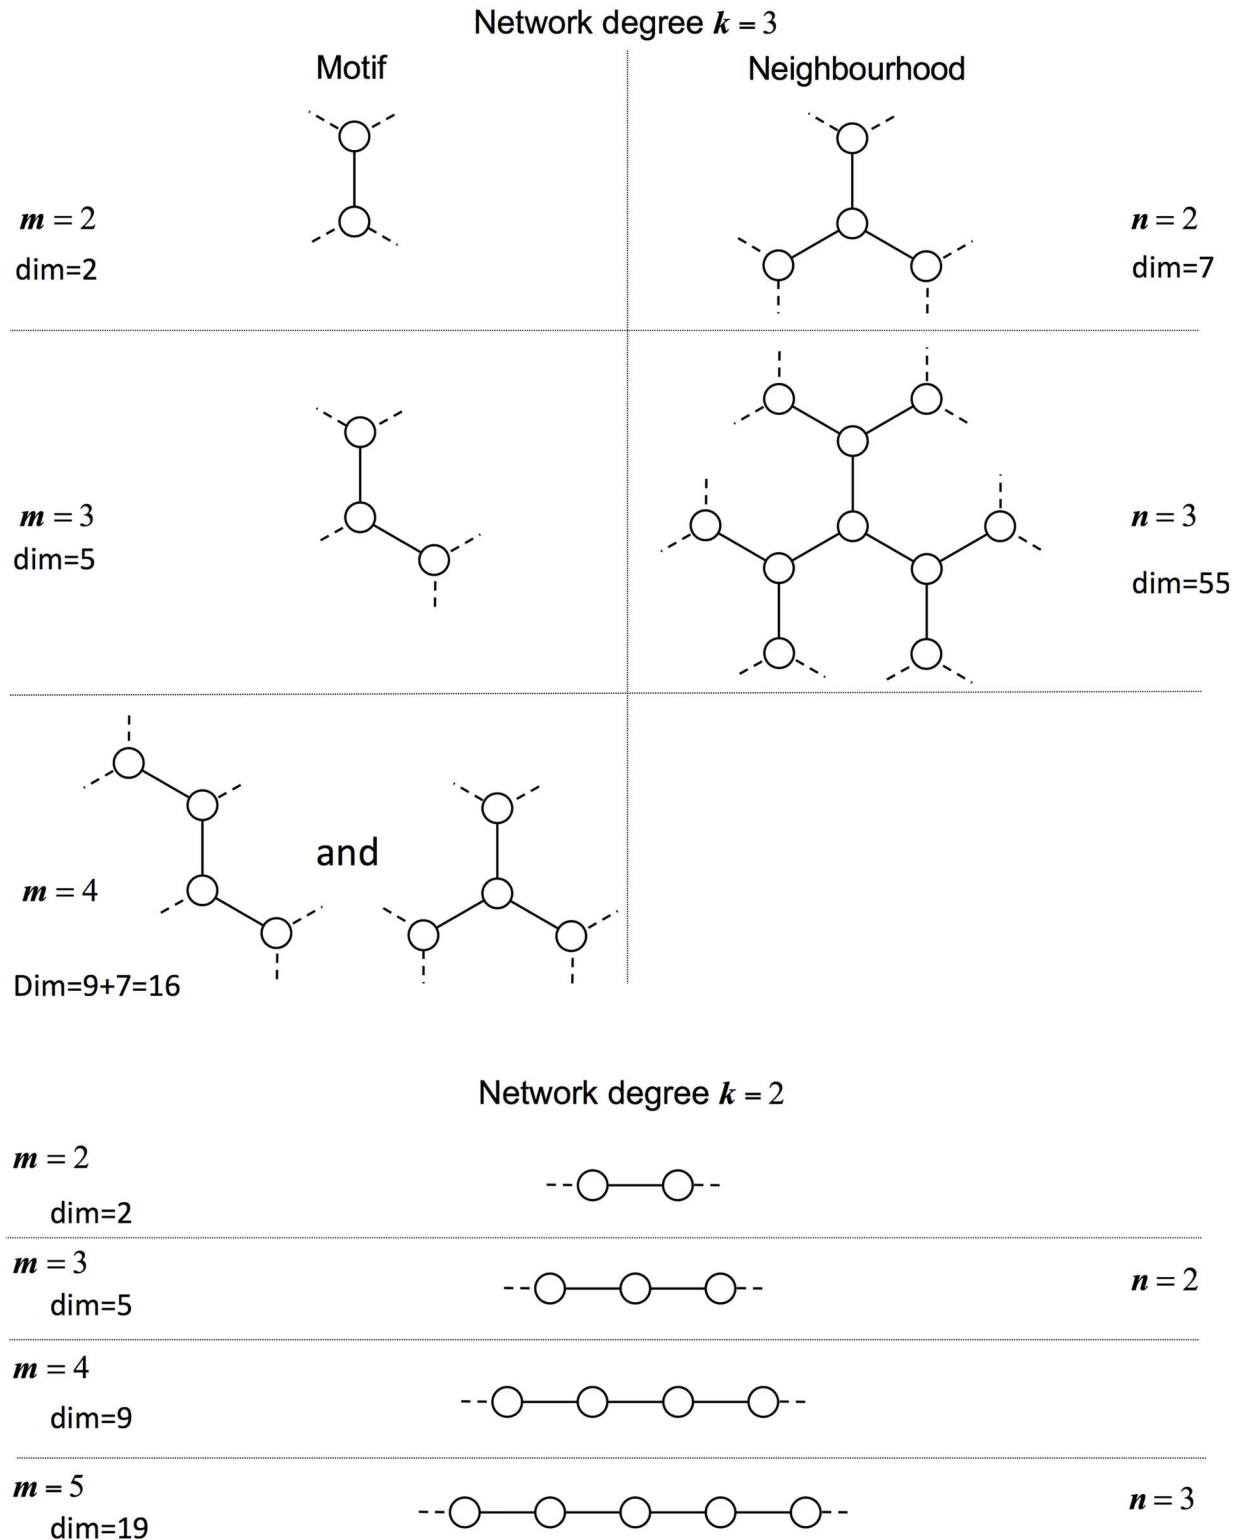 Network degree k = 3
Motif
Neighbourhood
m = 2
dim=2
n = 2
dim=7
m = 3
dim=5
n = 3
dim=55
and
m = 4
Dim=9+7=16
Network degree k = 2
m = 2
dim=2
m = 3
dim=5
n = 2
m = 4
dim=9
m = 5
dim=19
n = 3